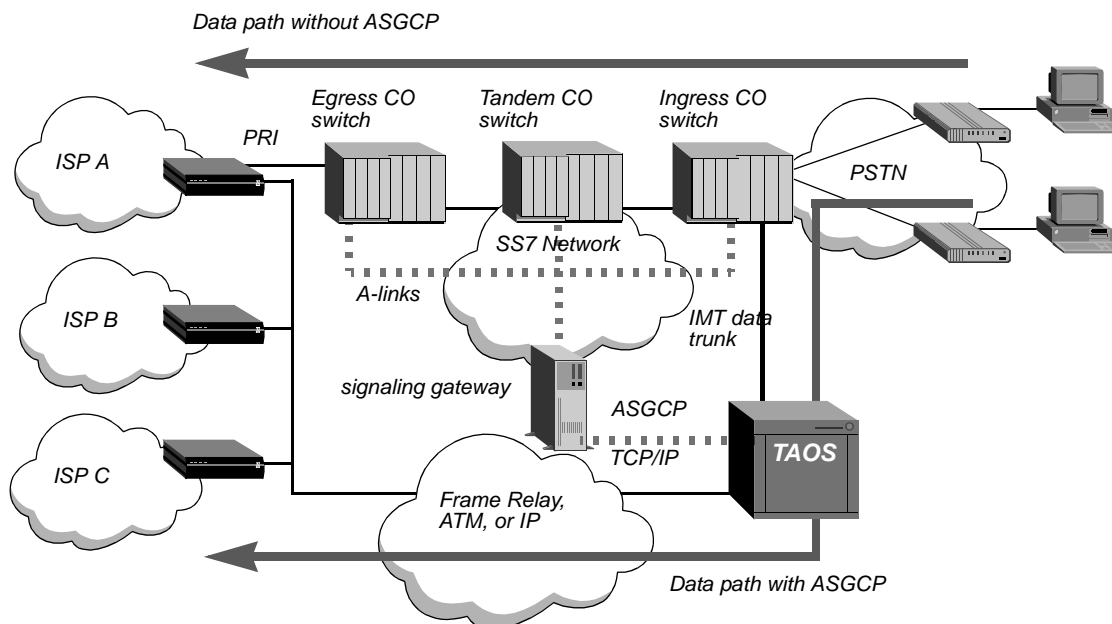 Data path without ASGCP
Egress CO
switch
Tandem CO
switch
Ingress CO
switch
PRI
ISP A
PSTN
SS7 Network
A-links
ISP B
IMT data
trunk
signaling gateway
ASGCP
TCP/IP
TAOS
ISP C
Frame Relay,
ATM, or IP
Data path with ASGCP